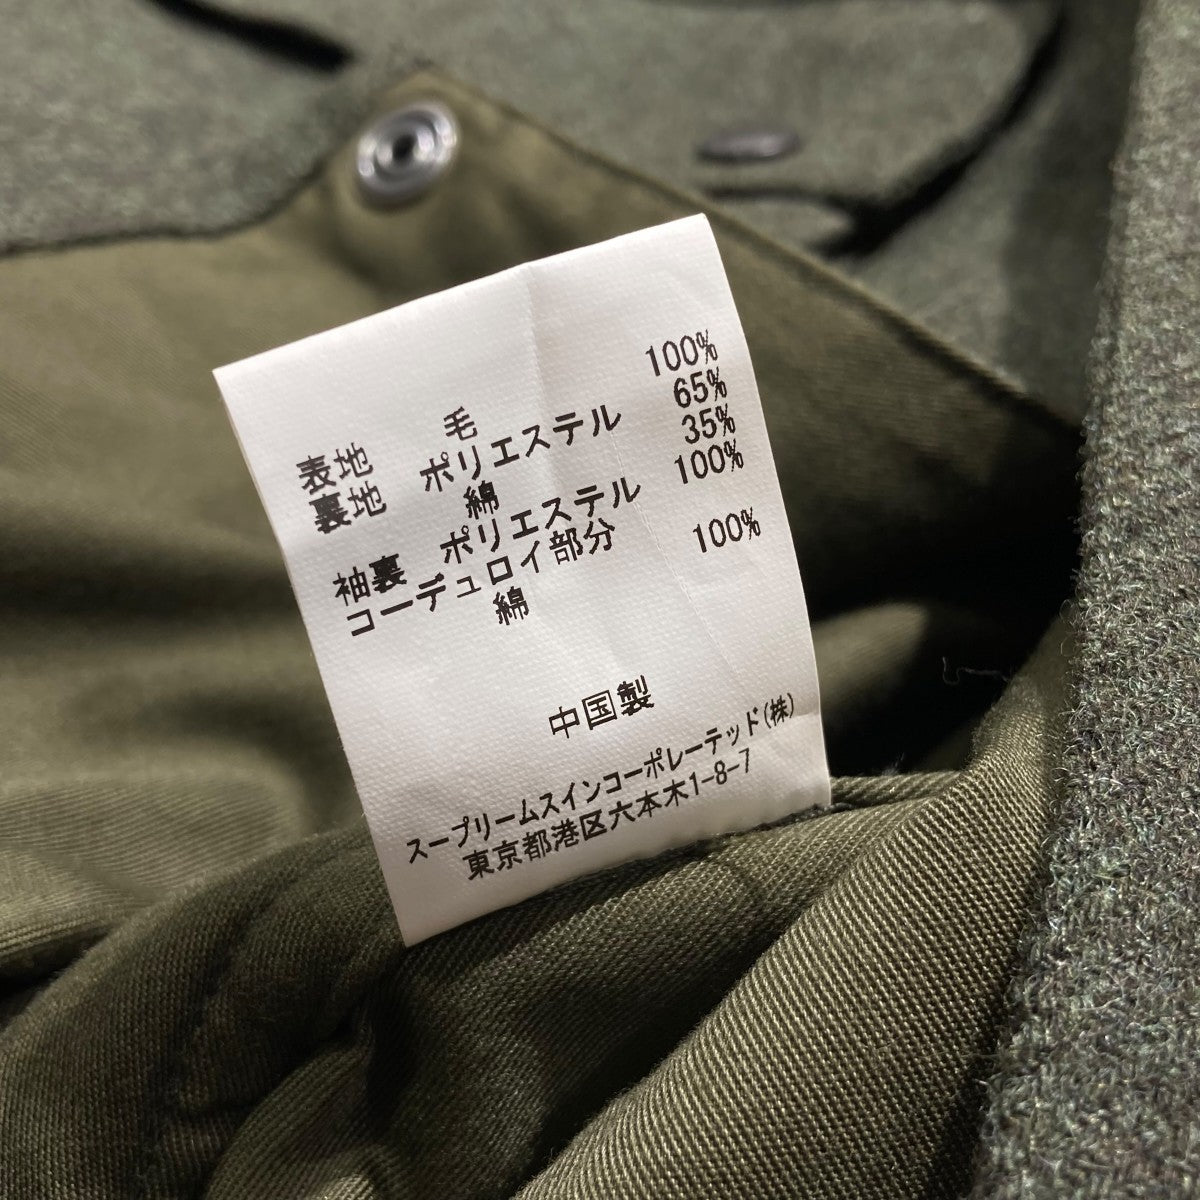 表地 毛 100%
裏地 ポリエステル 65%
綿 35%
袖裏 ポリエステル 100%
コーデュロイ部分
綿 100%
中国製
スープリームスインコーポレーテッド(株)
東京都港区六本木1-8-7